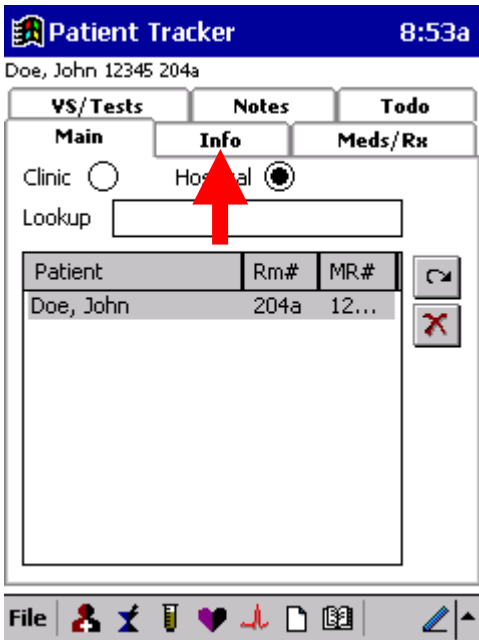 Patient Tracker 8:53a
Doe, John 12345 204a
VS/Tests Notes Todo
Main Info Meds/Rx
Clinic Hospital
Lookup
Patient Rm# MR#
Doe, John 204a 12...
File